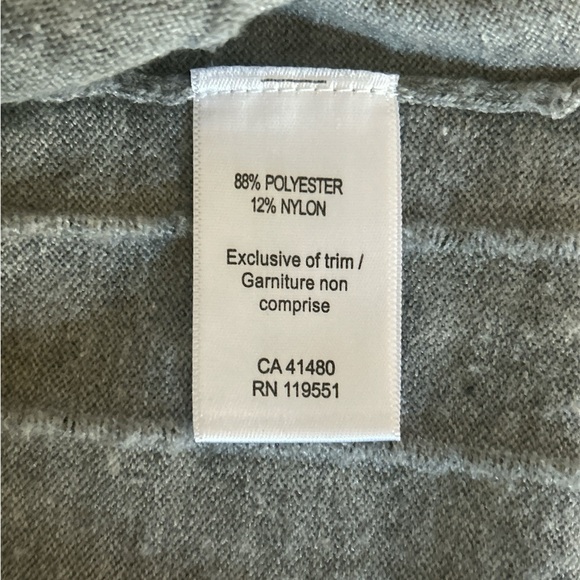 88% POLYESTER
12% NYLON
Exclusive of trim /
Garniture non
comprise
CA 41480
RN 119551